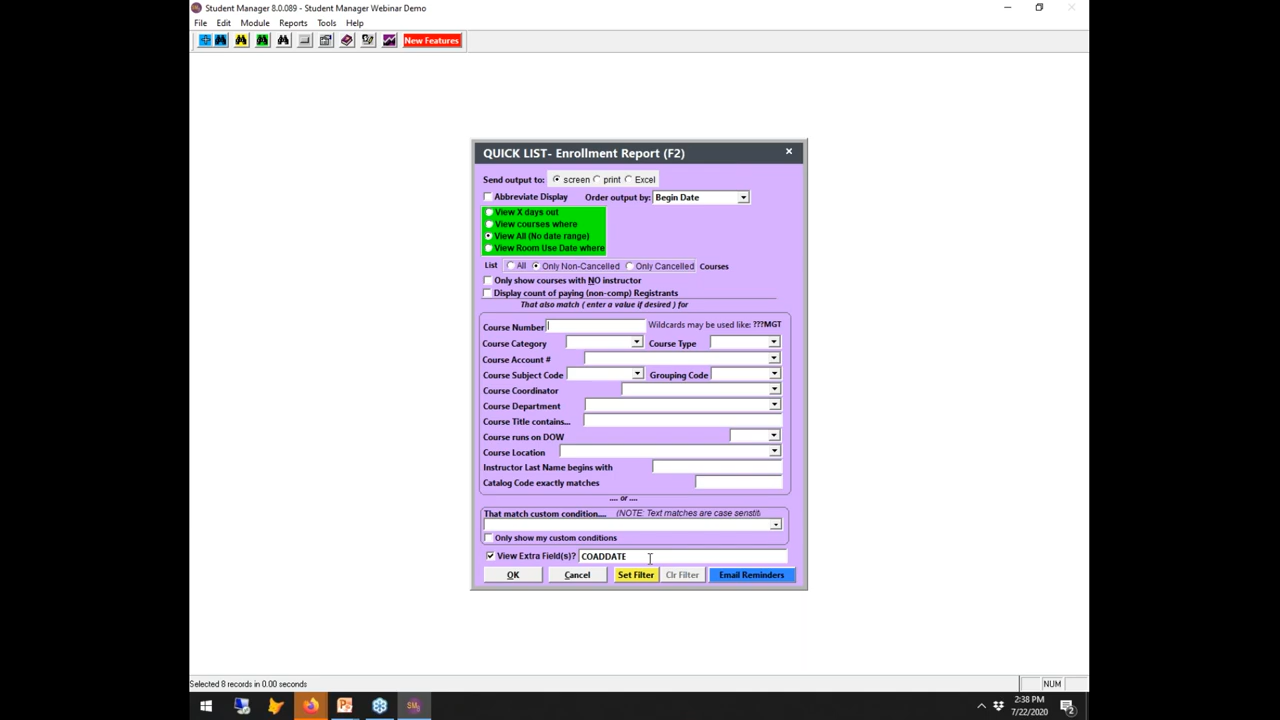 Student Manager 8.0.089 - Student Manager Webinar Demo
File Edit Module Reports Tools Help
New Features
QUICK LIST- Enrollment Report (F2)
Send output to: screen print Excel
Abbreviate Display Order output by: Begin Date
View X days out
View courses where
View All (No date range)
View Room Use Date where
List All Only Non-Cancelled Only Cancelled Courses
Only show courses with NO instructor
Display count of paying (non-comp) Registrants
That also match ( enter a value if desired ) for
Course Number Wildcards may be used like: ???MGT
Course Category Course Type
Course Account #
Course Subject Code Grouping Code
Course Coordinator
Course Department
Course Title contains...
Course runs on DOW
Course Location
Instructor Last Name begins with
Catalog Code exactly matches
.... or ....
That match custom condition.... (NOTE: Text matches are case sensiti
Only show my custom conditions
View Extra Field(s)? COADDATE
OK Cancel Set Filter Clr Filter Email Reminders
Selected 8 records in 0.00 seconds NUM
SM
2:38 PM
7/22/2020
2